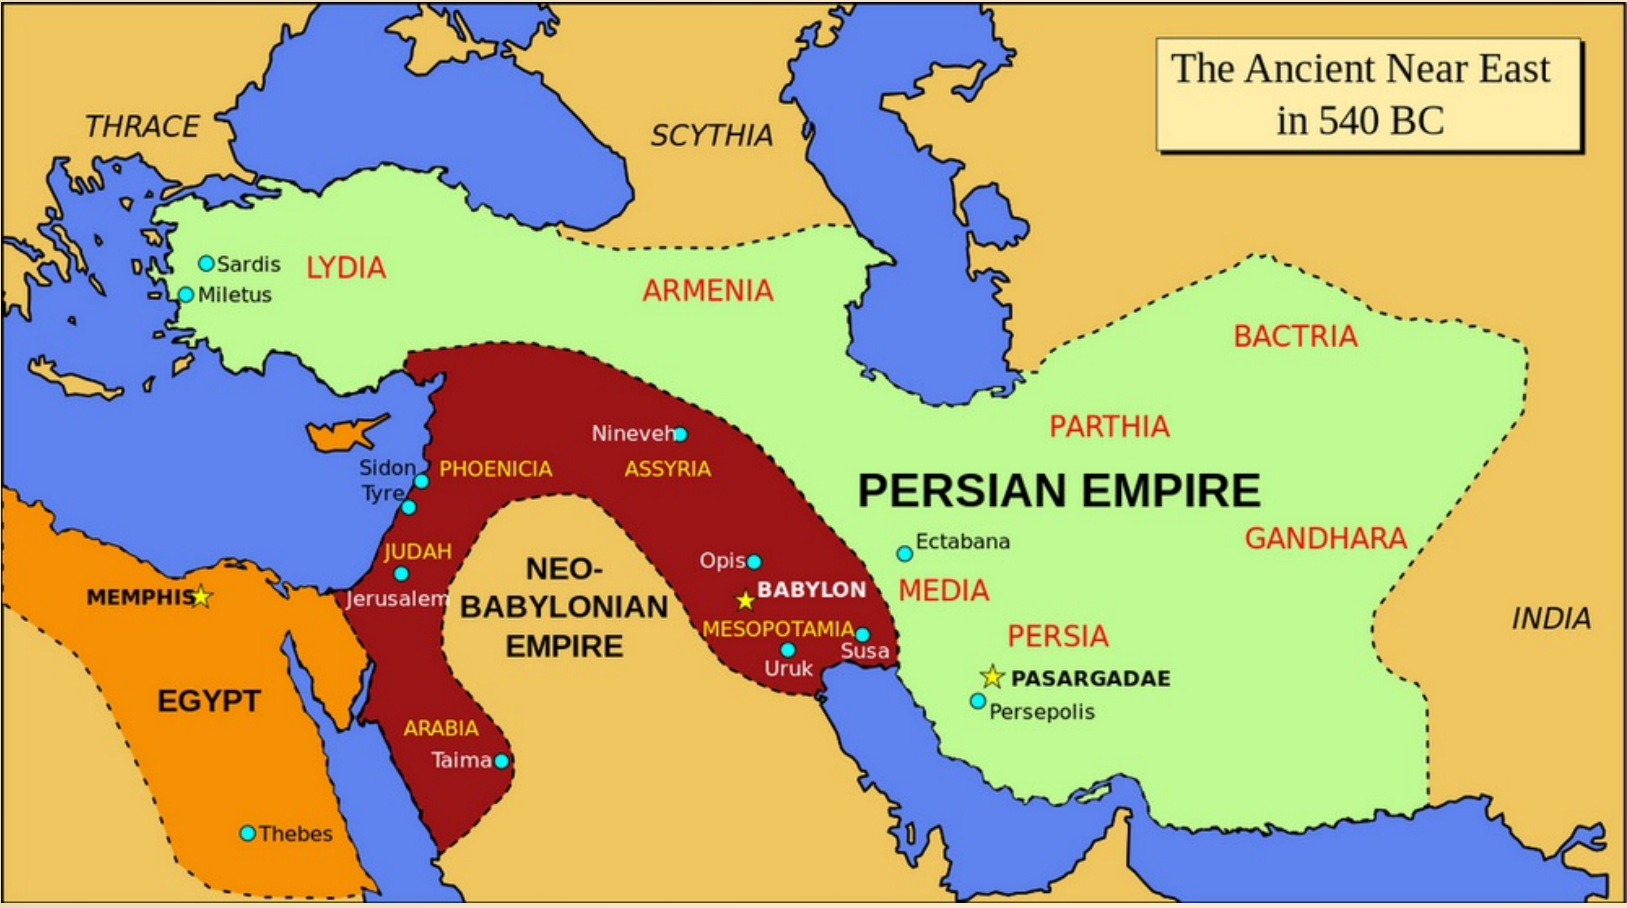 The Ancient Near East
in 540 BC
THRACE
SCYTHIA
Sardis
LYDIA
Miletus
ARMENIA
BACTRIA
PARTHIA
Nineveh
Sidon
PHOENICIA
ASSYRIA
Tyre
PERSIAN EMPIRE
GANDHARA
Ectabana
JUDAH
Opis
NEO-
BABYLONIAN
EMPIRE
MEMPHIS
Jerusalem
BABYLON
MEDIA
INDIA
MESOPOTAMIA
PERSIA
Susa
Uruk
PASARGADAE
EGYPT
Persepolis
ARABIA
Taima
Thebes